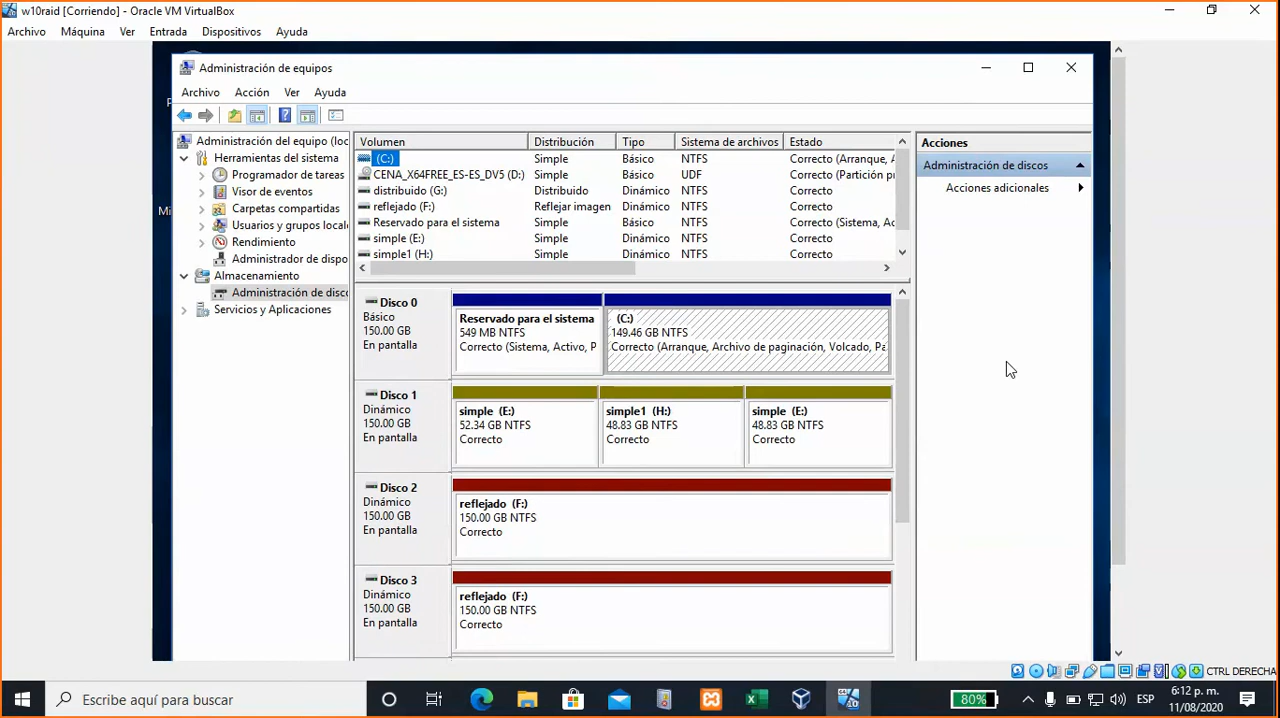 w10raid [Corriendo] - Oracle VM VirtualBox
Archivo Máquina Ver Entrada Dispositivos Ayuda
Administración de equipos
Archivo Acción Ver Ayuda
Administración del equipo (loc
Herramientas del sistema
Programador de tareas
Visor de eventos
Carpetas compartidas
Usuarios y grupos locale
Rendimiento
Administrador de dispo
Almacenamiento
Administración de disco
Servicios y Aplicaciones
Volumen Distribución Tipo Sistema de archivos Estado
(C:) Simple Básico NTFS Correcto (Arranque, A
CENA_X64FREE_ES-ES_DV5 (D:) Simple Básico UDF Correcto (Partición pr
distribuido (G:) Distribuido Dinámico NTFS Correcto
reflejado (F:) Reflejar imagen Dinámico NTFS Correcto
Reservado para el sistema Simple Básico NTFS Correcto (Sistema, Ac
simple (E:) Simple Dinámico NTFS Correcto
simple1 (H:) Simple Dinámico NTFS Correcto
Disco 0
Básico
150.00 GB
En pantalla
Reservado para el sistema
549 MB NTFS
Correcto (Sistema, Activo, P
(C:)
149.46 GB NTFS
Correcto (Arranque, Archivo de paginación, Volcado, Pa
Disco 1
Dinámico
150.00 GB
En pantalla
simple (E:)
52.34 GB NTFS
Correcto
simple1 (H:)
48.83 GB NTFS
Correcto
simple (E:)
48.83 GB NTFS
Correcto
Disco 2
Dinámico
150.00 GB
En pantalla
reflejado (F:)
150.00 GB NTFS
Correcto
Disco 3
Dinámico
150.00 GB
En pantalla
reflejado (F:)
150.00 GB NTFS
Correcto
Acciones
Administración de discos
Acciones adicionales
CTRL DERECHA
Escribe aquí para buscar
80%
ESP
6:12 p. m.
11/08/2020